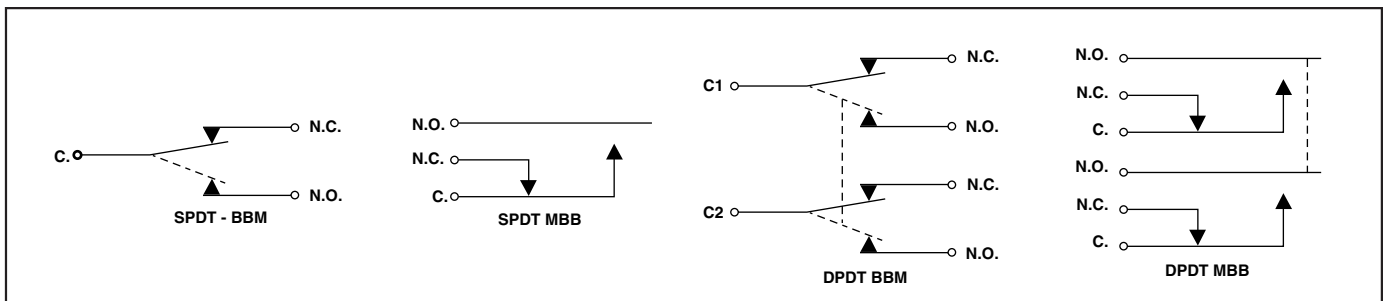 C.
N.C.
N.O.
SPDT - BBM
N.O.
N.C.
C.
SPDT MBB
C1
N.C.
N.O.
C2
N.C.
N.O.
DPDT BBM
N.O.
N.C.
C.
N.O.
N.C.
C.
DPDT MBB